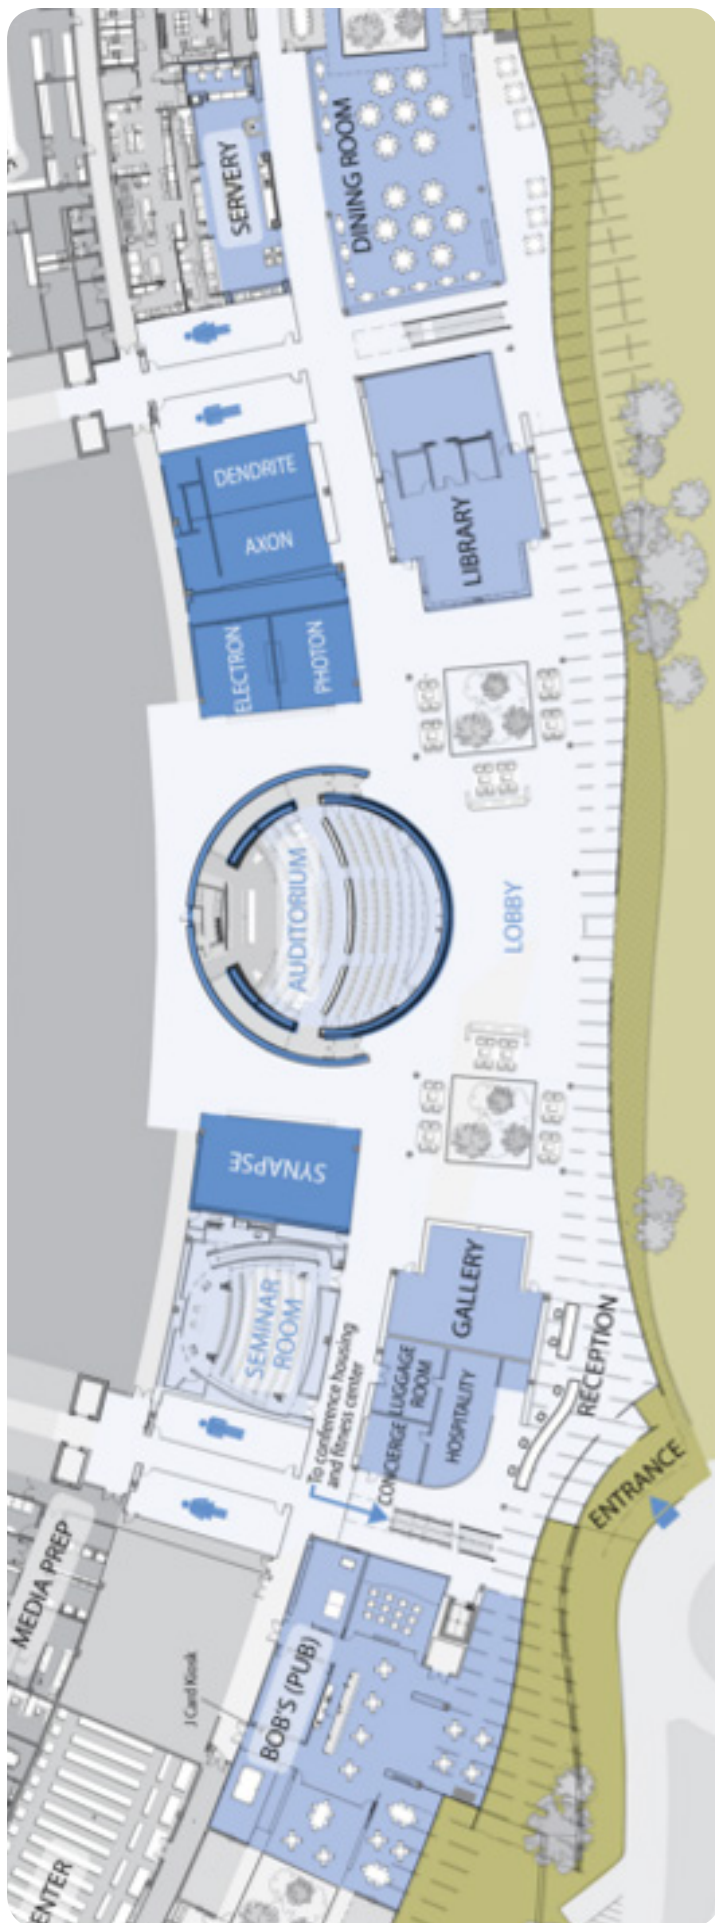 SERVERY
DINING ROOM
DENDRITE
AXON
LIBRARY
ELECTRON
PHOTON
AUDITORIUM
LOBBY
SYNAPSE
SEMINAR
ROOM
GALLERY
To conference housing
and fitness center
LUGGAGE
ROOM
CONCIERGE
HOSPITALITY
RECEPTION
ENTRANCE
MEDIA PREP
J Card Kiosk
BOB'S (PUB)
ENTER